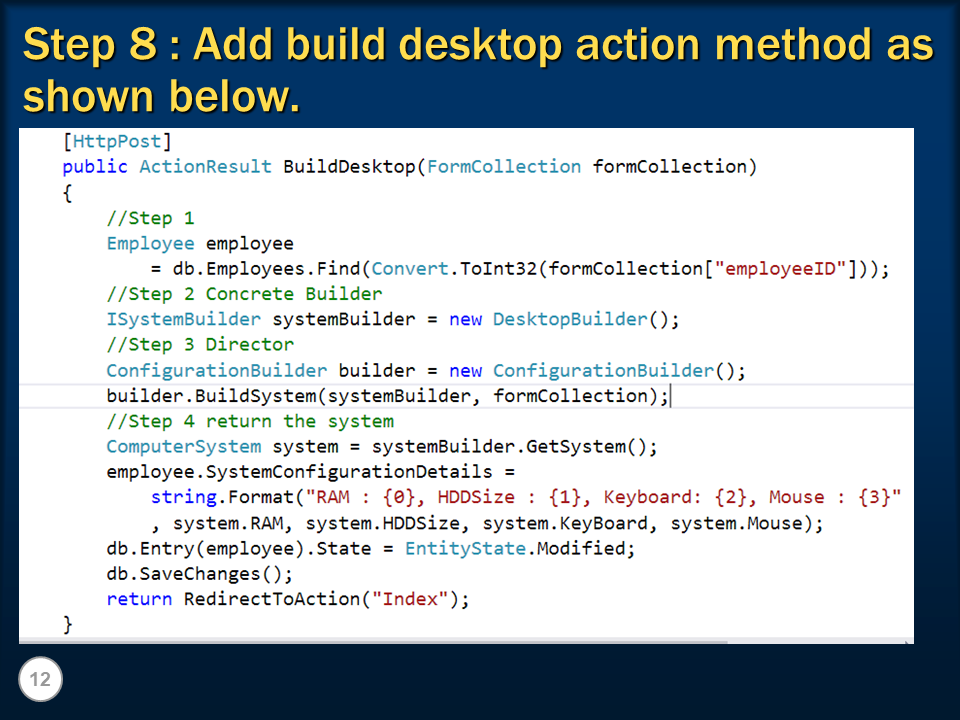 Step 8 : Add build desktop action method as
shown below.
[HttpPost]
public ActionResult BuildDesktop(FormCollection formCollection)
{
//Step 1
Employee employee
= db.Employees.Find(Convert.ToInt32(formCollection["employeeID"]));
//Step 2 Concrete Builder
ISystemBuilder systemBuilder = new DesktopBuilder();
//Step 3 Director
ConfigurationBuilder builder = new ConfigurationBuilder();
builder.BuildSystem(systemBuilder, formCollection);
//Step 4 return the system
ComputerSystem system = systemBuilder.GetSystem();
employee.SystemConfigurationDetails =
string.Format("RAM : {0}, HDDSize : {1}, Keyboard: {2}, Mouse : {3}"
, system.RAM, system.HDDSize, system.KeyBoard, system.Mouse);
db.Entry(employee).State = EntityState.Modified;
db.SaveChanges();
return RedirectToAction("Index");
}
12